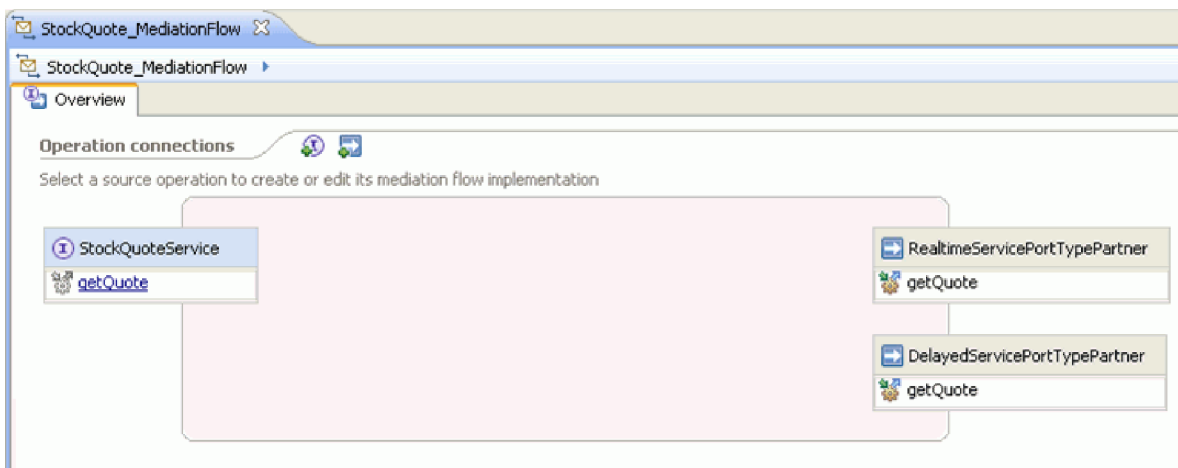 StockQuote_MediationFlow
StockQuote_MediationFlow
Overview
Operation connections
Select a source operation to create or edit its mediation flow implementation
StockQuoteService
getQuote
RealtimeServicePortTypePartner
getQuote
DelayedServicePortTypePartner
getQuote